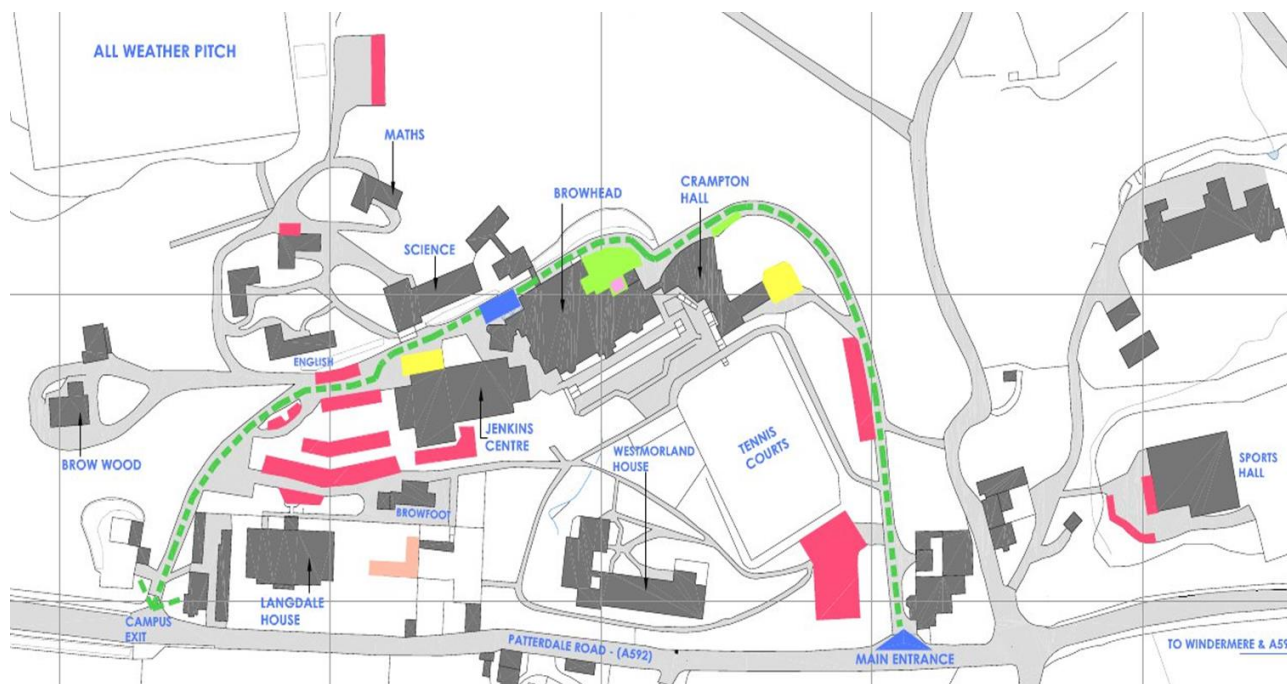 ALL WEATHER PITCH
MATHS
CRAMPTON
HALL
BROWHEAD
SCIENCE
ENGLISH
JENKINS
CENTRE
BROW WOOD
WESTMORLAND
HOUSE
TENNIS
COURTS
SPORTS
HALL
BROWFOOT
LANGDALE
HOUSE
CAMPUS
EXIT
PATTERDALE ROAD - (A592)
MAIN ENTRANCE
TO WINDERMERE & A59